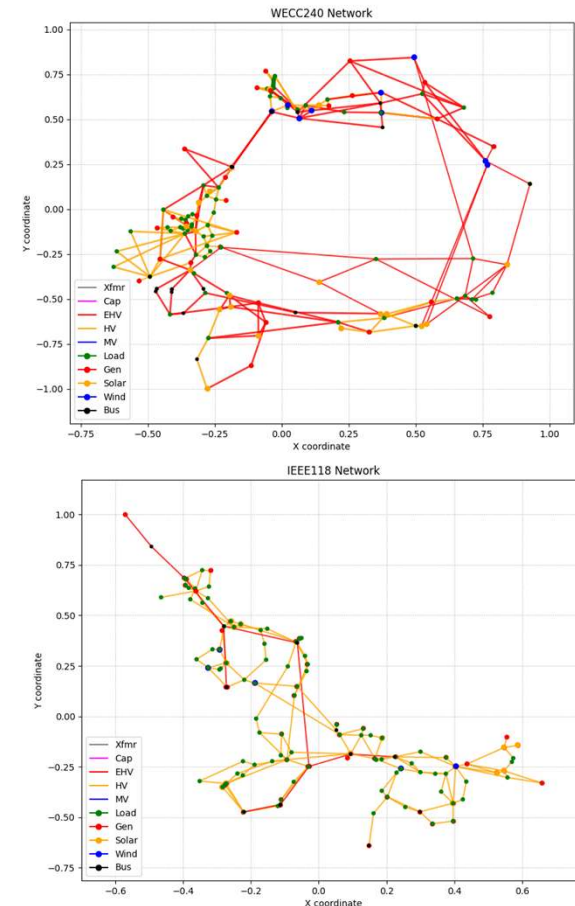 WECC240 Network
1.00
0.75
0.50
0.25
0.00
−0.25
−0.50
−0.75
−1.00
Y coordinate
Xfmr
Cap
EHV
HV
MV
Load
Gen
Solar
Wind
Bus
−0.75 −0.50 −0.25 0.00 0.25 0.50 0.75 1.00
X coordinate
IEEE118 Network
1.00
0.75
0.50
0.25
0.00
−0.25
−0.50
−0.75
Y coordinate
Xfmr
Cap
EHV
HV
MV
Load
Gen
Solar
Wind
Bus
−0.6 −0.4 −0.2 0.0 0.2 0.4 0.6
X coordinate